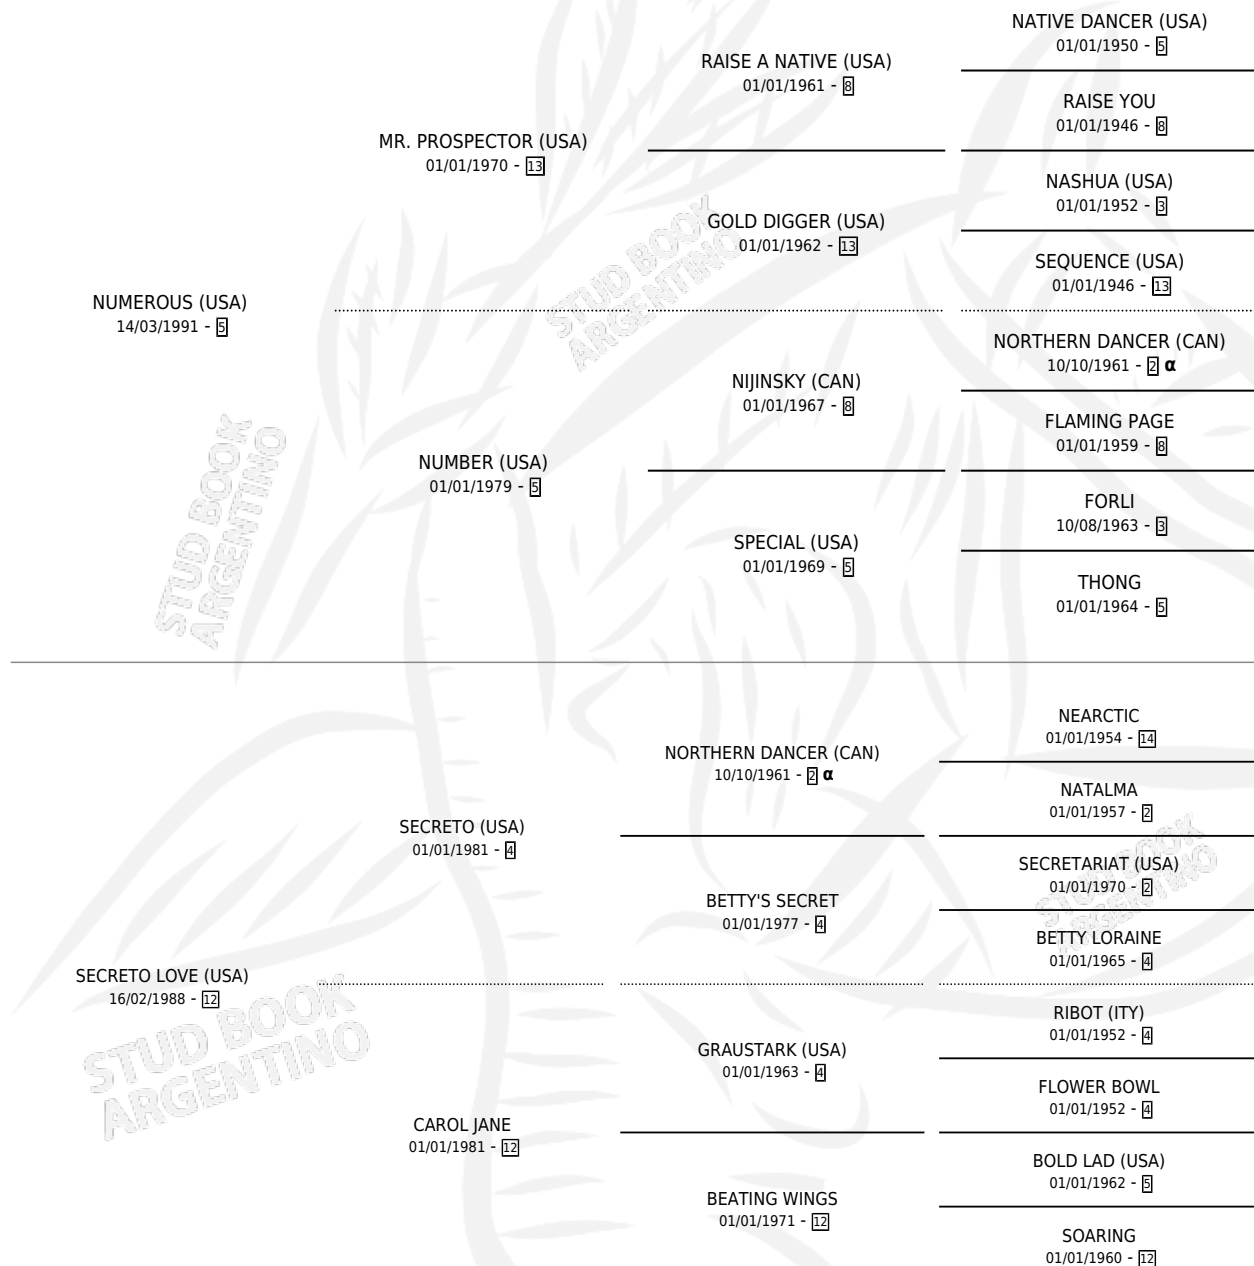 NATIVE DANCER (USA)
01/01/1950 - 5
RAISE A NATIVE (USA)
01/01/1961 - 8
RAISE YOU
01/01/1946 - 8
MR. PROSPECTOR (USA)
01/01/1970 - 13
NASHUA (USA)
01/01/1952 - 3
GOLD DIGGER (USA)
01/01/1962 - 13
SEQUENCE (USA)
01/01/1946 - 13
NUMEROUS (USA)
14/03/1991 - 5
NORTHERN DANCER (CAN)
10/10/1961 - 2 α
NIJINSKY (CAN)
01/01/1967 - 8
FLAMING PAGE
01/01/1959 - 8
NUMBER (USA)
01/01/1979 - 5
FORLI
10/08/1963 - 3
SPECIAL (USA)
01/01/1969 - 5
THONG
01/01/1964 - 5
NEARCTIC
01/01/1954 - 14
NORTHERN DANCER (CAN)
10/10/1961 - 2 α
NATALMA
01/01/1957 - 2
SECRETO (USA)
01/01/1981 - 4
SECRETARIAT (USA)
01/01/1970 - 2
BETTY'S SECRET
01/01/1977 - 4
BETTY LORAINE
01/01/1965 - 4
SECRETO LOVE (USA)
16/02/1988 - 12
RIBOT (ITY)
01/01/1952 - 4
GRAUSTARK (USA)
01/01/1963 - 4
FLOWER BOWL
01/01/1952 - 4
CAROL JANE
01/01/1981 - 12
BOLD LAD (USA)
01/01/1962 - 5
BEATING WINGS
01/01/1971 - 12
SOARING
01/01/1960 - 12
STUD BOOK
ARGENTINO
STUD BOOK
ARGENTINO
STUD BOOK
ARGENTINO
STUD BOOK
ARGENTINO